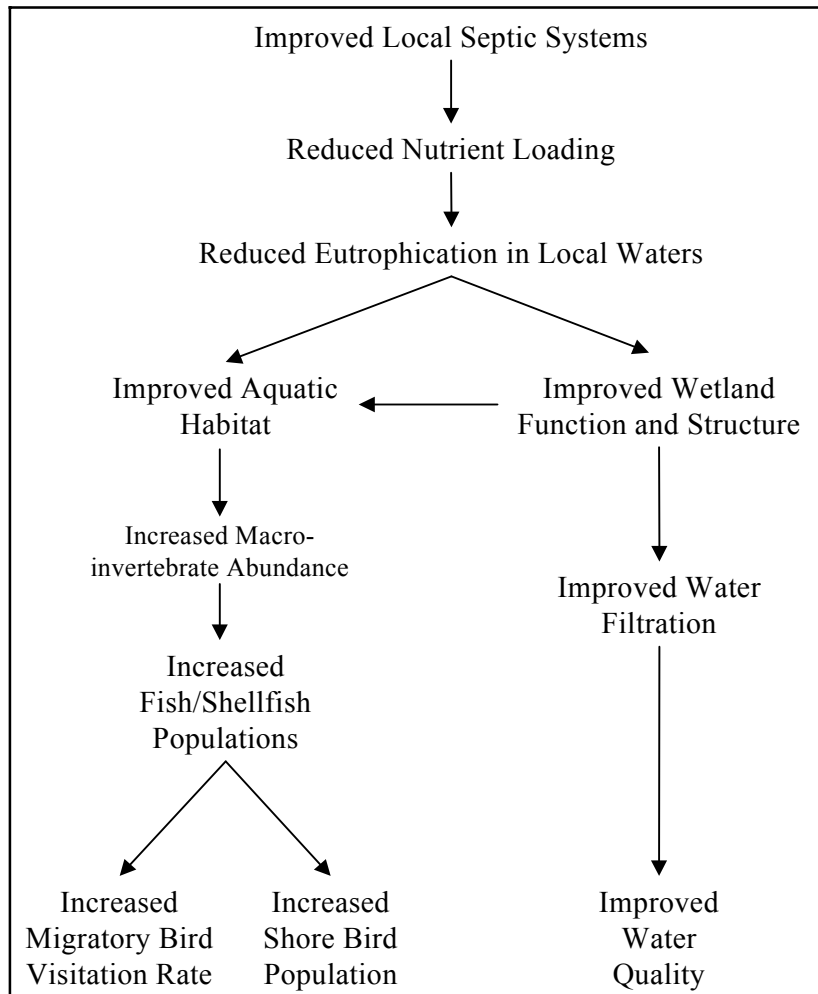 Improved Local Septic Systems
Reduced Nutrient Loading
Reduced Eutrophication in Local Waters
Improved Aquatic
Habitat
Improved Wetland
Function and Structure
Increased Macro-
invertebrate Abundance
Improved Water
Filtration
Increased
Fish/Shellfish
Populations
Increased
Migratory Bird
Visitation Rate
Increased
Shore Bird
Population
Improved
Water
Quality